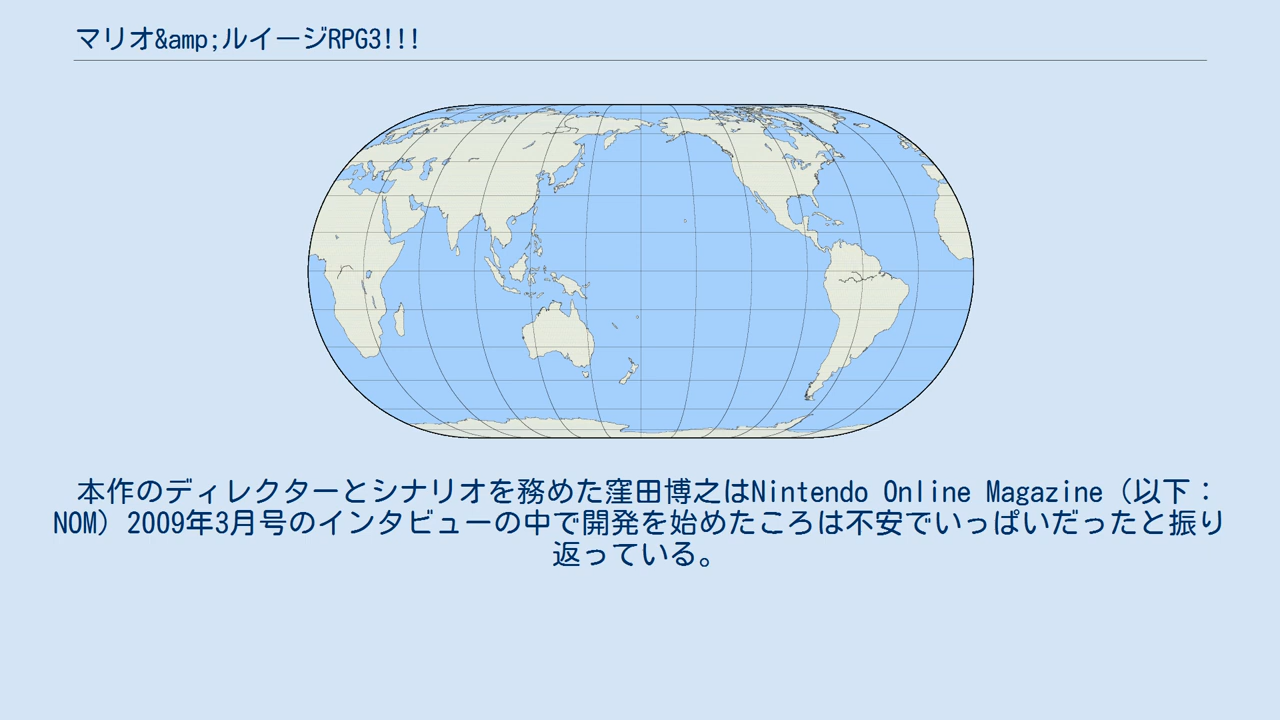 マリオ&amp;ルイージRPG3!!!
本作のディレクターとシナリオを務めた窪田博之はNintendo Online Magazine（以下：
NOM）2009年3月号のインタビューの中で開発を始めたころは不安でいっぱいだったと振り
返っている。